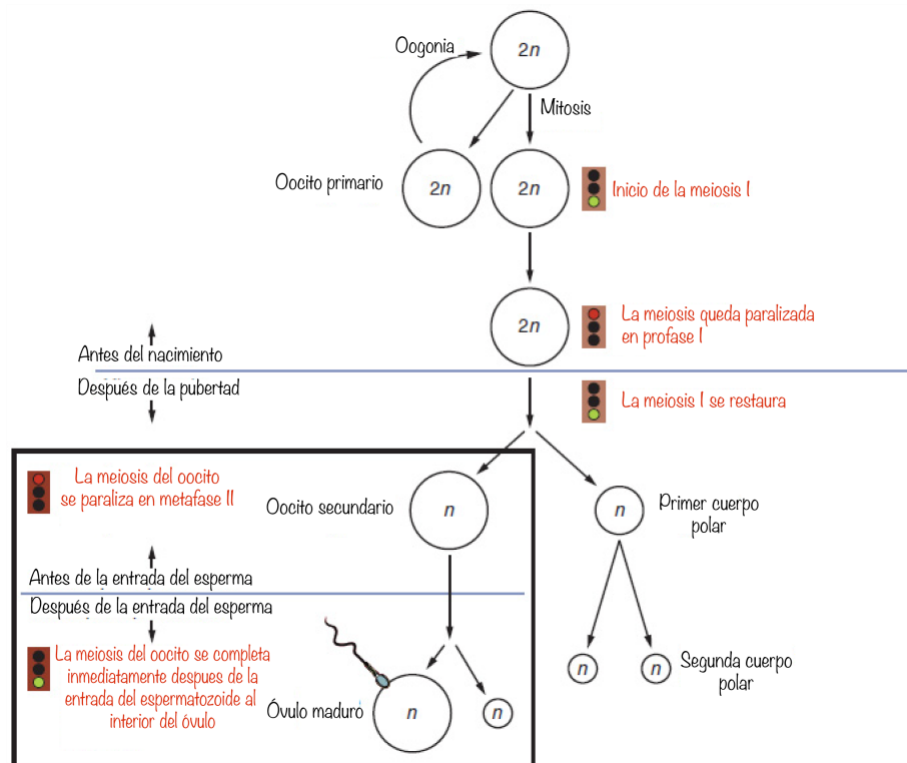 2n
Oogonia
Mitosis
Oocito primario
2n
2n
Inicio de la meiosis I
2n
La meiosis queda paralizada
en profase I
Antes del nacimiento
Después de la pubertad
La meiosis I se restaura
La meiosis del oocito
se paraliza en metafase II
Oocito secundario
n
n
Primer cuerpo
polar
Antes de la entrada del esperma
Después de la entrada del esperma
La meiosis del oocito se completa
inmediatamente despues de la
entrada del espermatozoide al
interior del óvulo
Óvulo maduró
n
n
n
n
Segunda cuerpo
polar